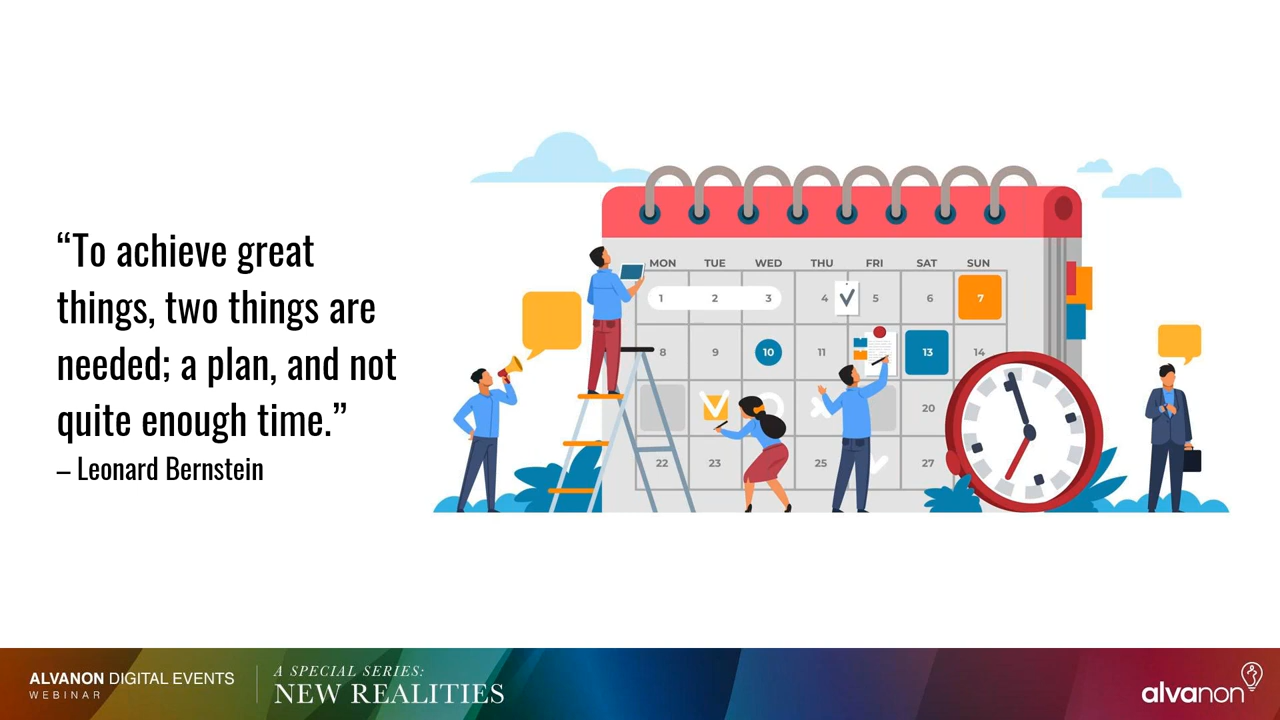 “To achieve great
things, two things are
needed; a plan, and not
quite enough time.”
– Leonard Bernstein
MON TUE WED THU FRI SAT SUN
1 2 3 4 5 6 7
8 9 10 11 13 14
20
22 23 25 27
ALVANON DIGITAL EVENTS
WEBINAR
A SPECIAL SERIES:
NEW REALITIES
alvanon